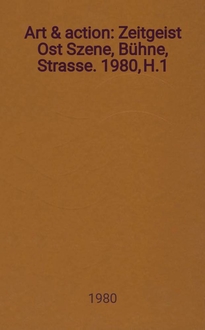 Art & action: Zeitgeist
Ost Szene, Bühne,
Strasse. 1980, H.1
1980